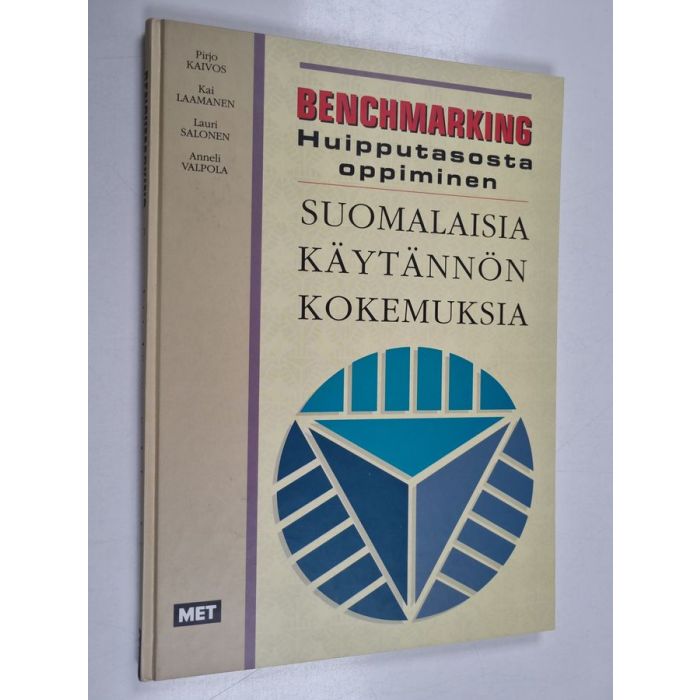 Pirjo
KAIVOS
Kai
LAAMANEN
Lauri
SALONEN
Anneli
VALPOLA
BENCHMARKING
Huipputasosta
oppiminen
SUOMALAISIA
KÄYTÄNNÖN
KOKEMUKSIA
MET